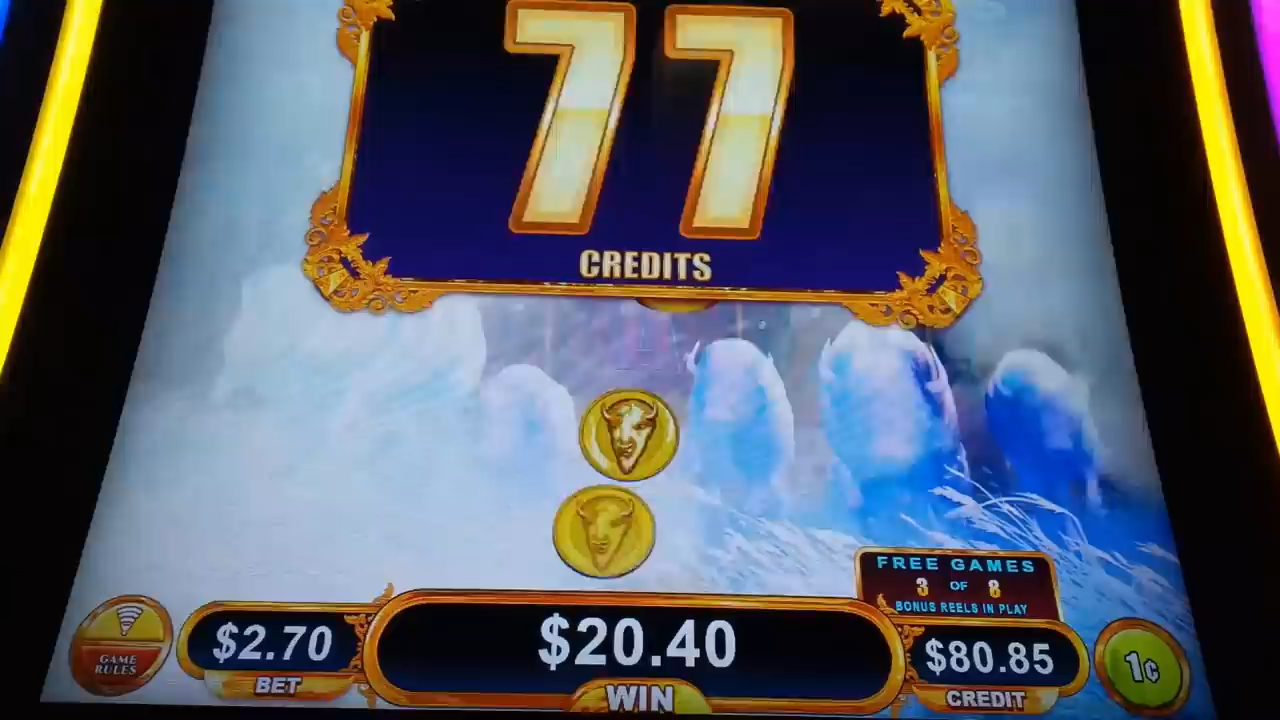 77
CREDITS
FREE GAMES
3 OF 8
BONUS REELS IN PLAY
GAME
RULES
$2.70
BET
$20.40
WIN
$80.85
CREDIT
1¢